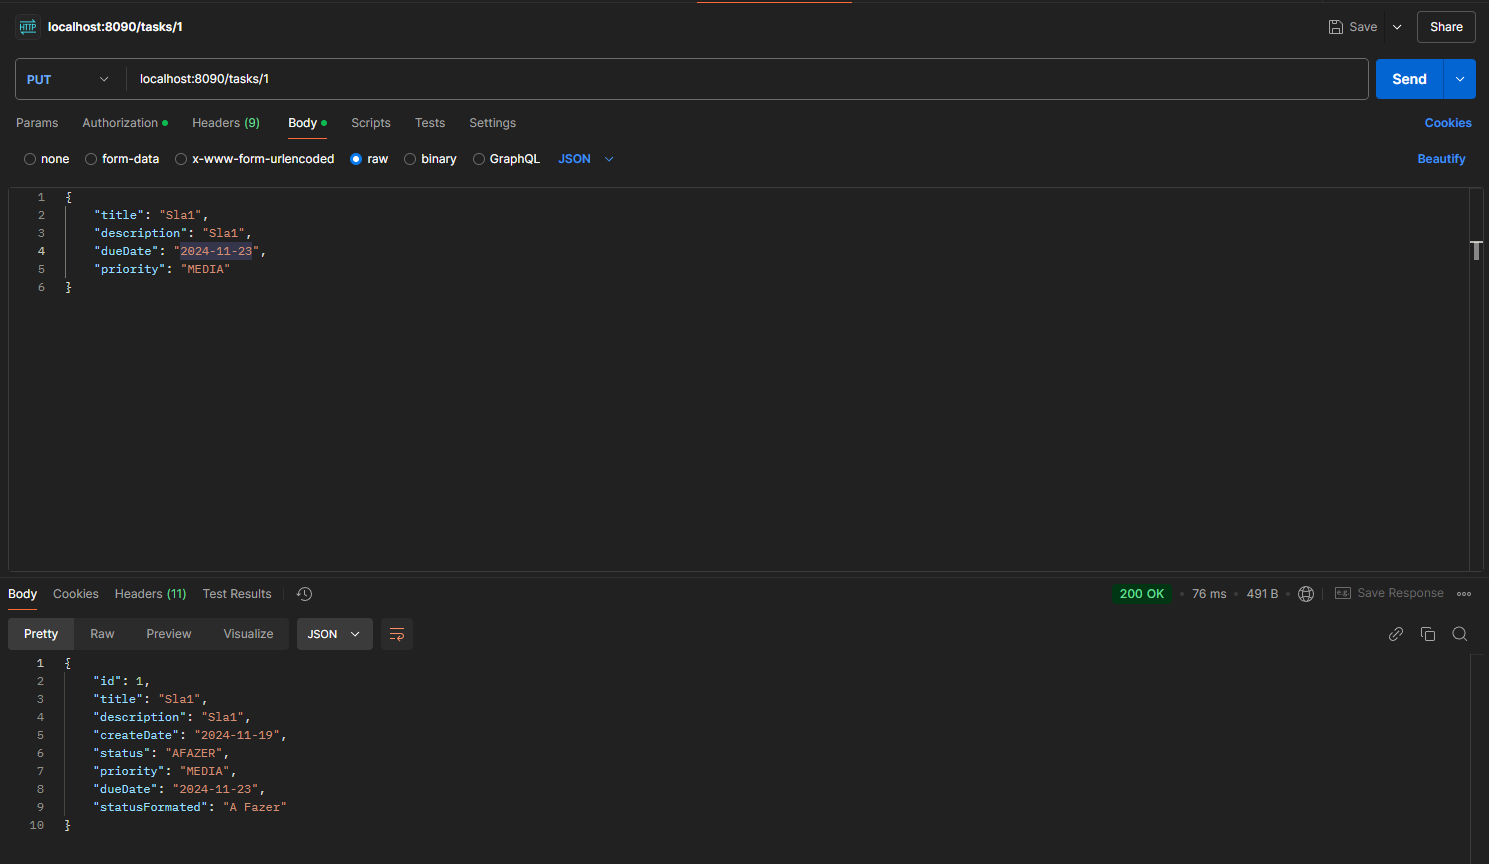 HTTP localhost:8090/tasks/1 Save Share
PUT localhost:8090/tasks/1 Send
Params Authorization Headers (9) Body Scripts Tests Settings Cookies
none form-data x-www-form-urlencoded raw binary GraphQL JSON Beautify
1 {
2 "title": "Sla1",
3 "description": "Sla1",
4 "dueDate": "2024-11-23",
5 "priority": "MEDIA"
6 }
Body Cookies Headers (11) Test Results 200 OK • 76 ms • 491 B • e.g. Save Response
Pretty Raw Preview Visualize JSON
1 {
2 "id": 1,
3 "title": "Sla1",
4 "description": "Sla1",
5 "createDate": "2024-11-19",
6 "status": "AFAZER",
7 "priority": "MEDIA",
8 "dueDate": "2024-11-23",
9 "statusFormated": "A Fazer"
10 }